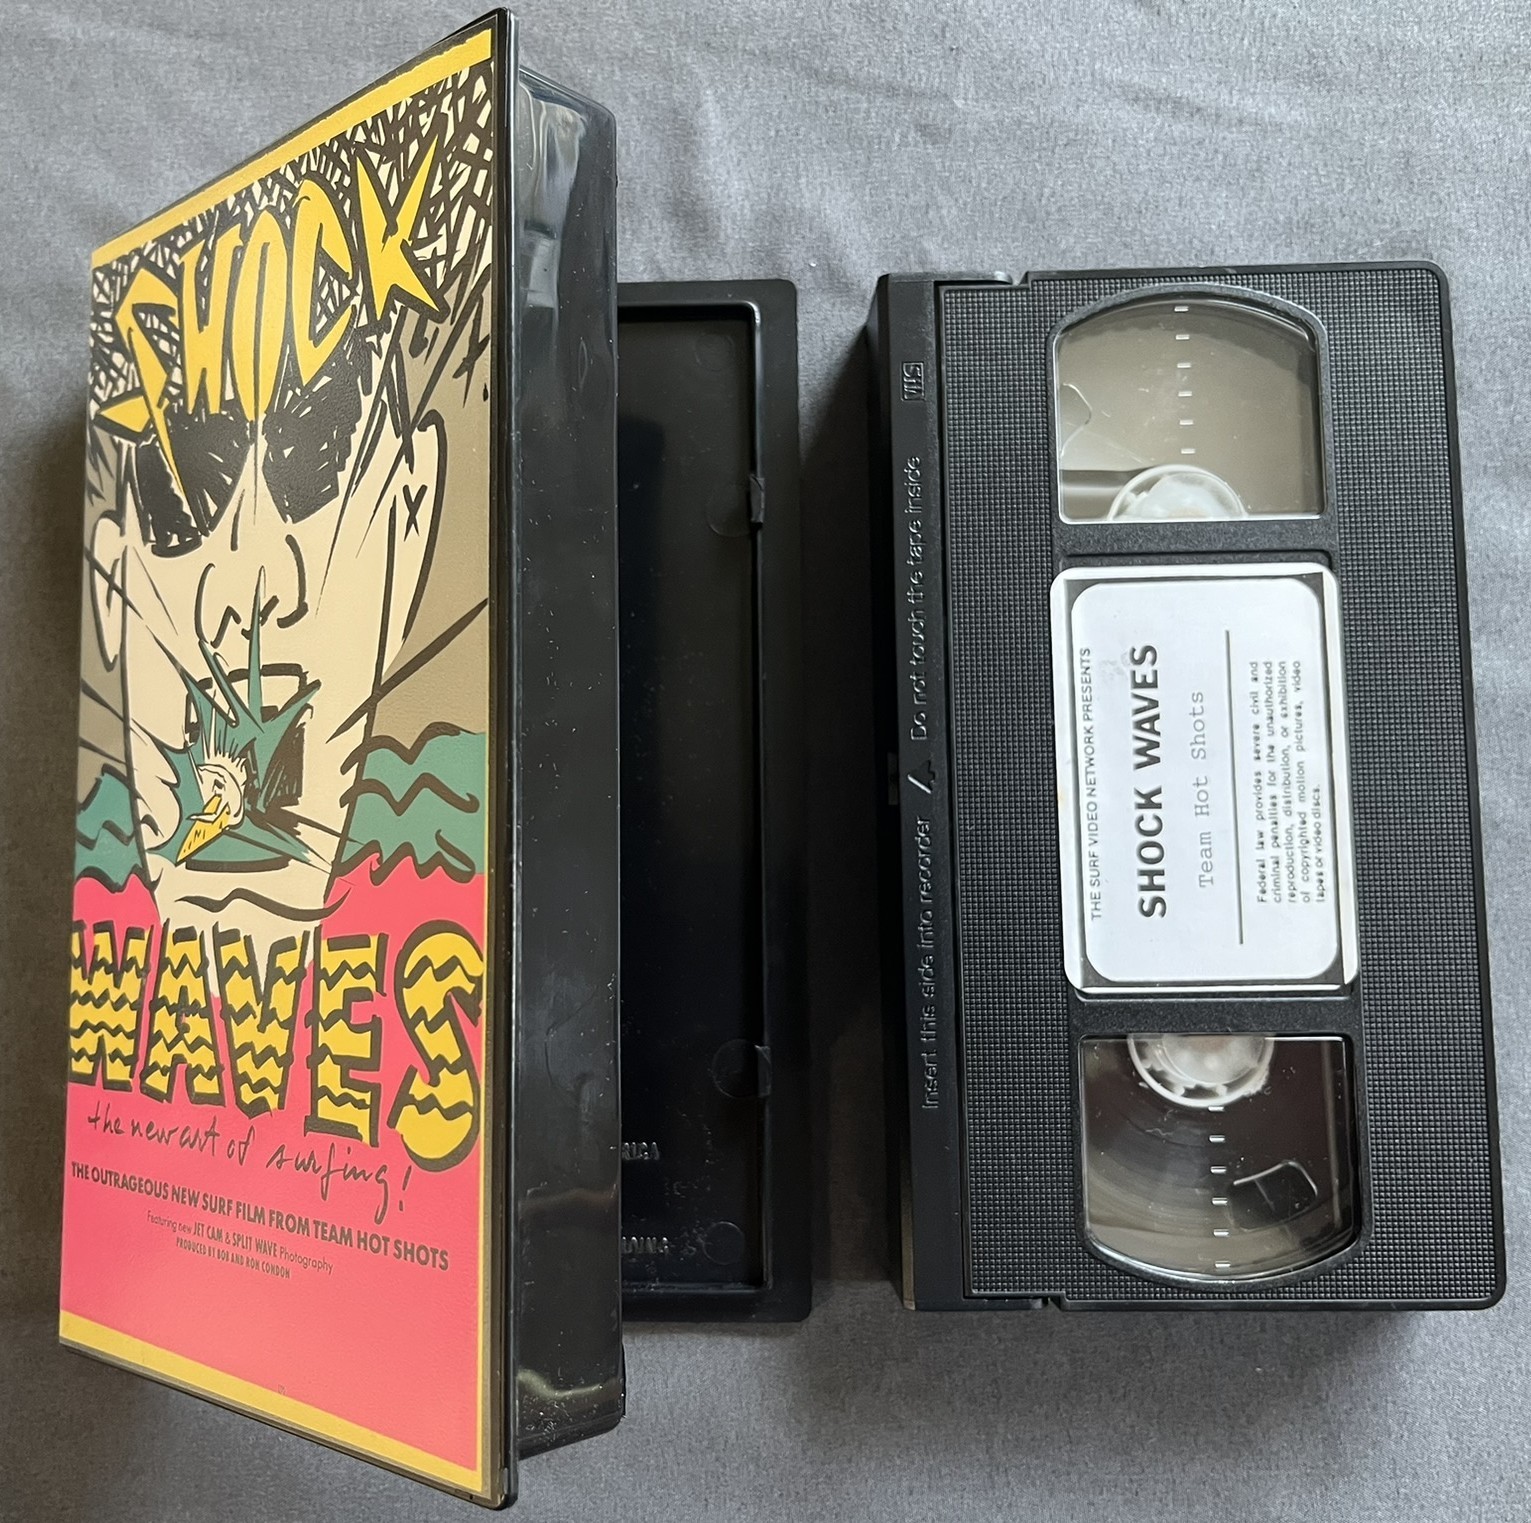 SHOCK
WAVES
the new art of surfing!
THE OUTRAGEOUS NEW SURF FILM FROM TEAM HOT SHOTS
Featuring new JET CAM & SPLIT WAVE Photography
PRODUCED BY BOB AND RON CONDON
VHS
Insert this side into recorder
Do not touch the tape inside
THE SURF VIDEO NETWORK PRESENTS
SHOCK WAVES
Team Hot Shots
Federal law provides severe civil and
criminal penalties for the unauthorized
reproduction, distribution, or exhibition
of copyrighted motion pictures, video
tapes or video discs.